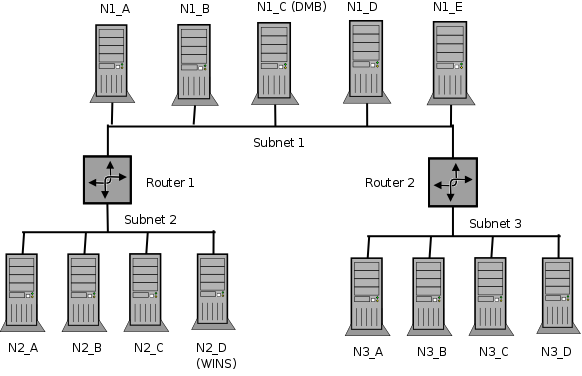 N1_A
N1_B
N1_C (DMB)
N1_D
N1_E
Subnet 1
Router 1
Router 2
Subnet 2
Subnet 3
N2_A
N2_B
N2_C
N2_D
(WINS)
N3_A
N3_B
N3_C
N3_D